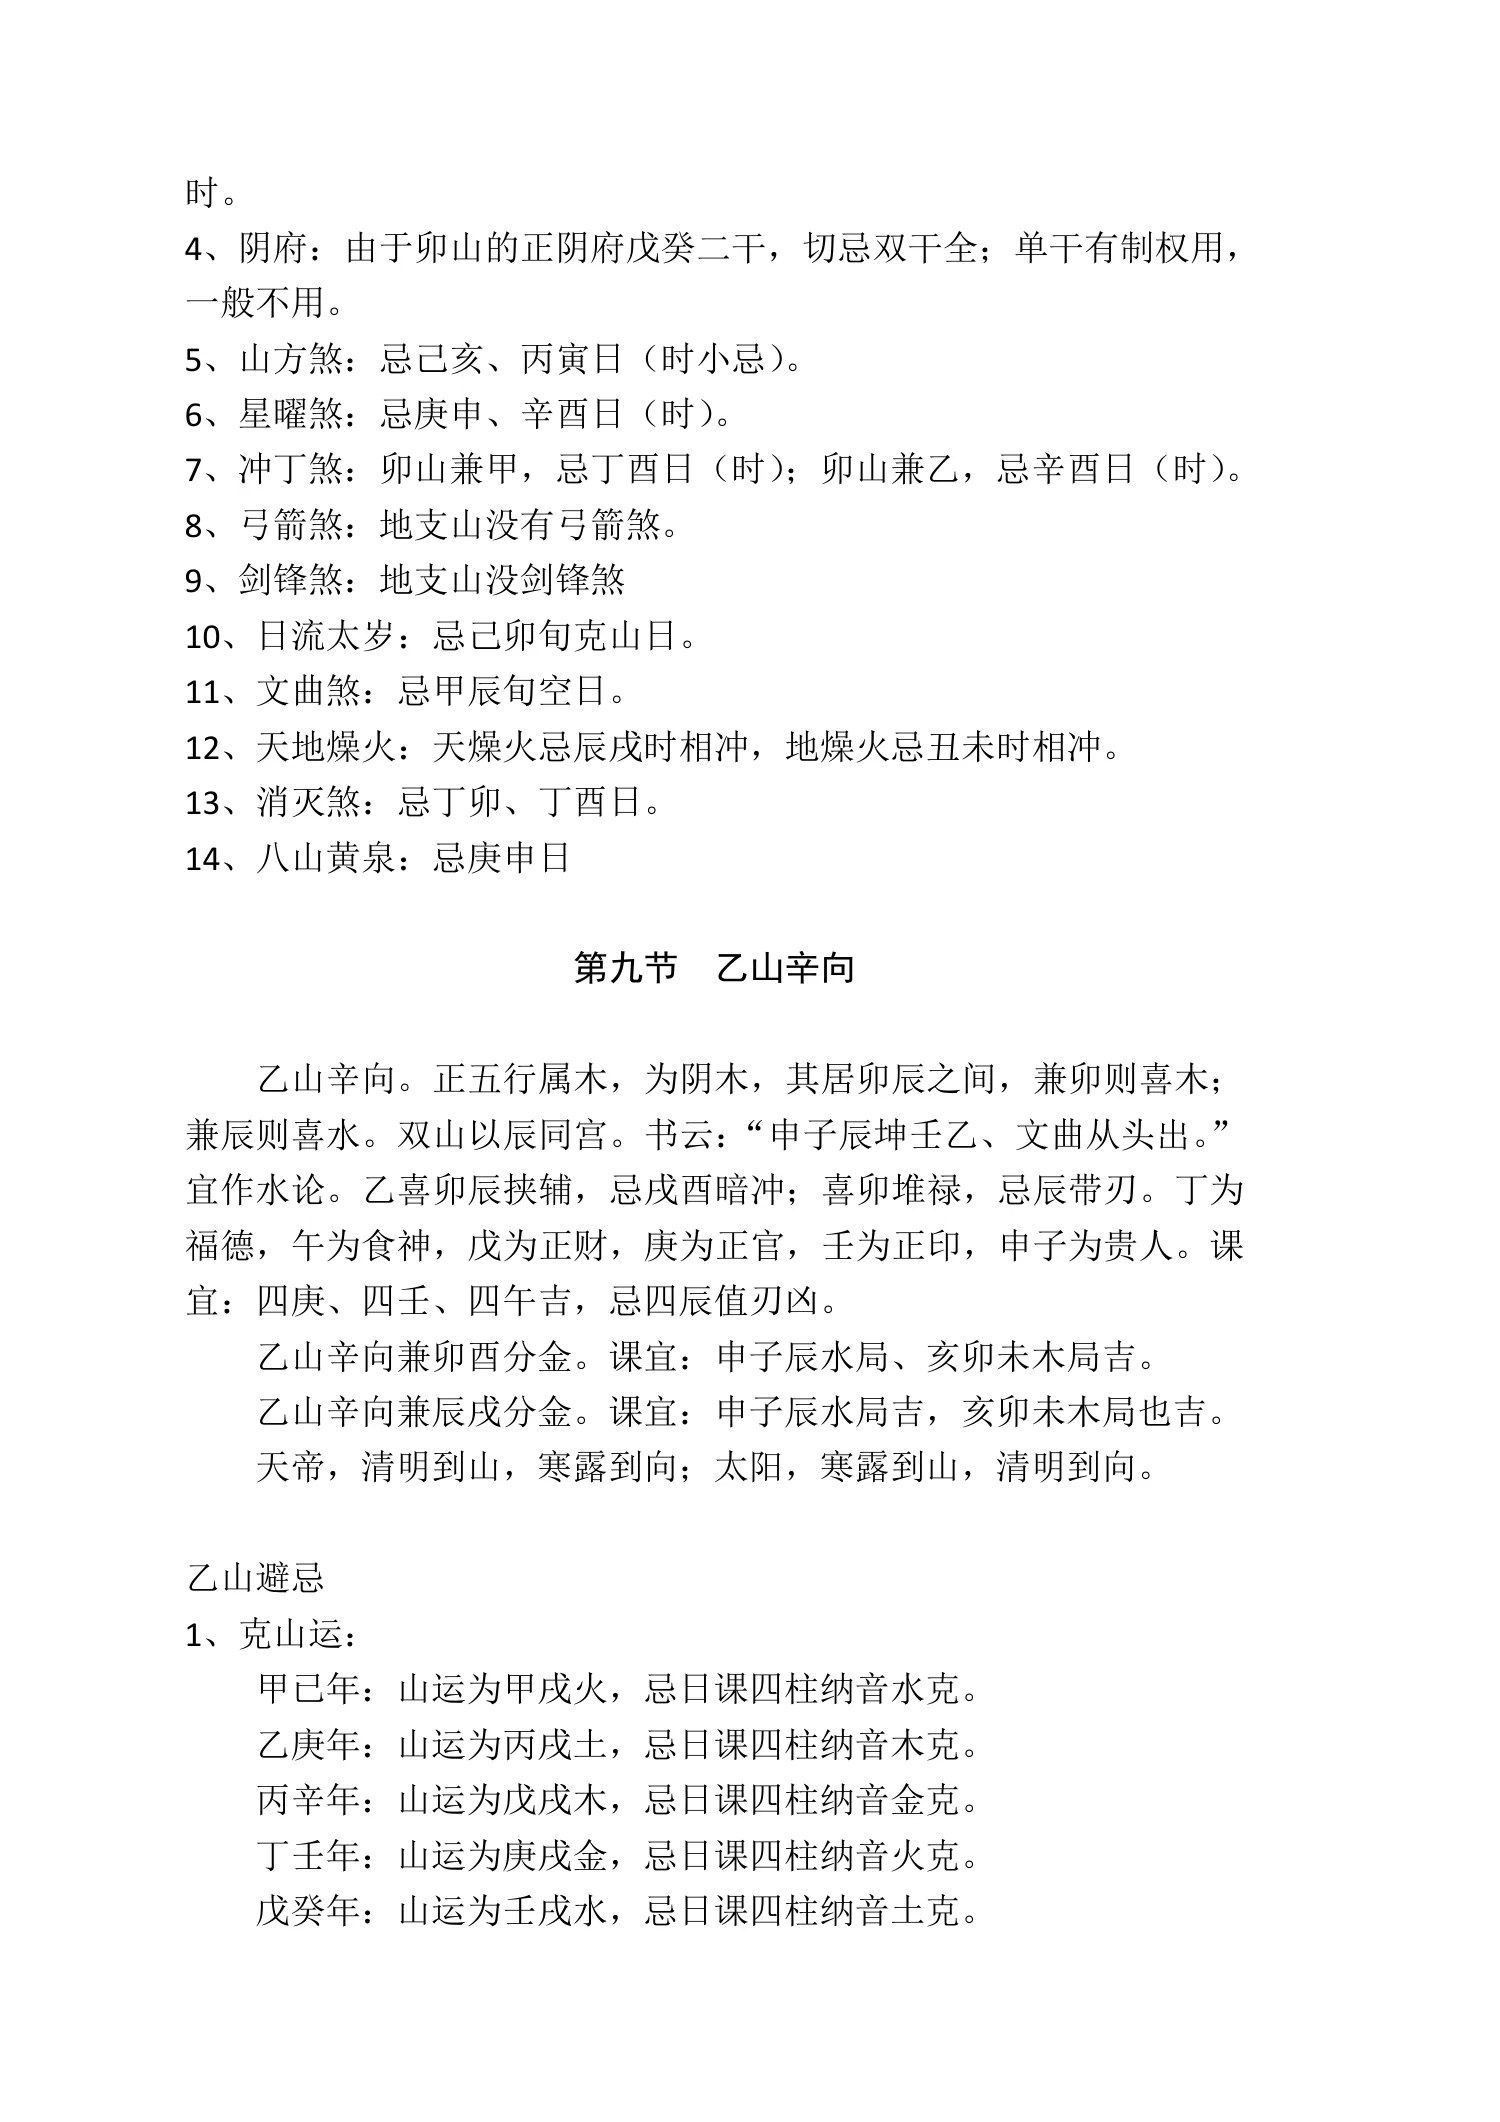 时。
4、阴府：由于卯山的正阴府戊癸二干，切忌双干全；单干有制权用，
一般不用。
5、山方煞：忌己亥、丙寅日（时小忌）。
6、星曜煞：忌庚申、辛酉日（时）。
7、冲丁煞：卯山兼甲，忌丁酉日（时）；卯山兼乙，忌辛酉日（时）。
8、弓箭煞：地支山没有弓箭煞。
9、剑锋煞：地支山没剑锋煞
10、日流太岁：忌己卯旬克山日。
11、文曲煞：忌甲辰旬空日。
12、天地燥火：天燥火忌辰戌时相冲，地燥火忌丑未时相冲。
13、消灭煞：忌丁卯、丁酉日。
14、八山黄泉：忌庚申日
第九节　乙山辛向
乙山辛向。正五行属木，为阴木，其居卯辰之间，兼卯则喜木；
兼辰则喜水。双山以辰同宫。书云：“申子辰坤壬乙、文曲从头出。”
宜作水论。乙喜卯辰挟辅，忌戌酉暗冲；喜卯堆禄，忌辰带刃。丁为
福德，午为食神，戊为正财，庚为正官，壬为正印，申子为贵人。课
宜：四庚、四壬、四午吉，忌四辰值刃凶。
乙山辛向兼卯酉分金。课宜：申子辰水局、亥卯未木局吉。
乙山辛向兼辰戌分金。课宜：申子辰水局吉，亥卯未木局也吉。
天帝，清明到山，寒露到向；太阳，寒露到山，清明到向。
乙山避忌
1、克山运：
甲己年：山运为甲戌火，忌日课四柱纳音水克。
乙庚年：山运为丙戌土，忌日课四柱纳音木克。
丙辛年：山运为戊戌木，忌日课四柱纳音金克。
丁壬年：山运为庚戌金，忌日课四柱纳音火克。
戊癸年：山运为壬戌水，忌日课四柱纳音土克。